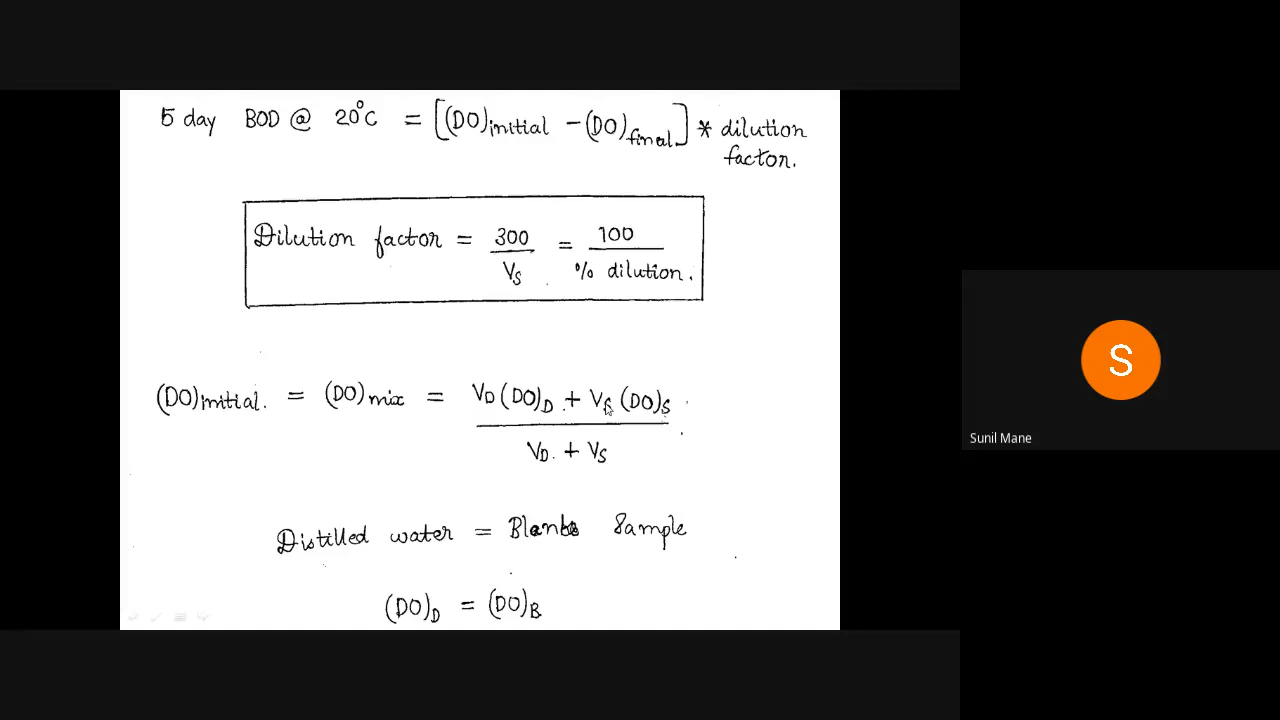 5 day BOD @ 20°C = [(DO)initial - (DO)final] * dilution factor.
Dilution factor = 300 / VS = 100 / % dilution.
(DO)initial. = (DO)mix = VD (DO)D + VS (DO)S / VD. + VS
Distilled water = Blank Sample
(DO)D = (DO)B
S
Sunil Mane